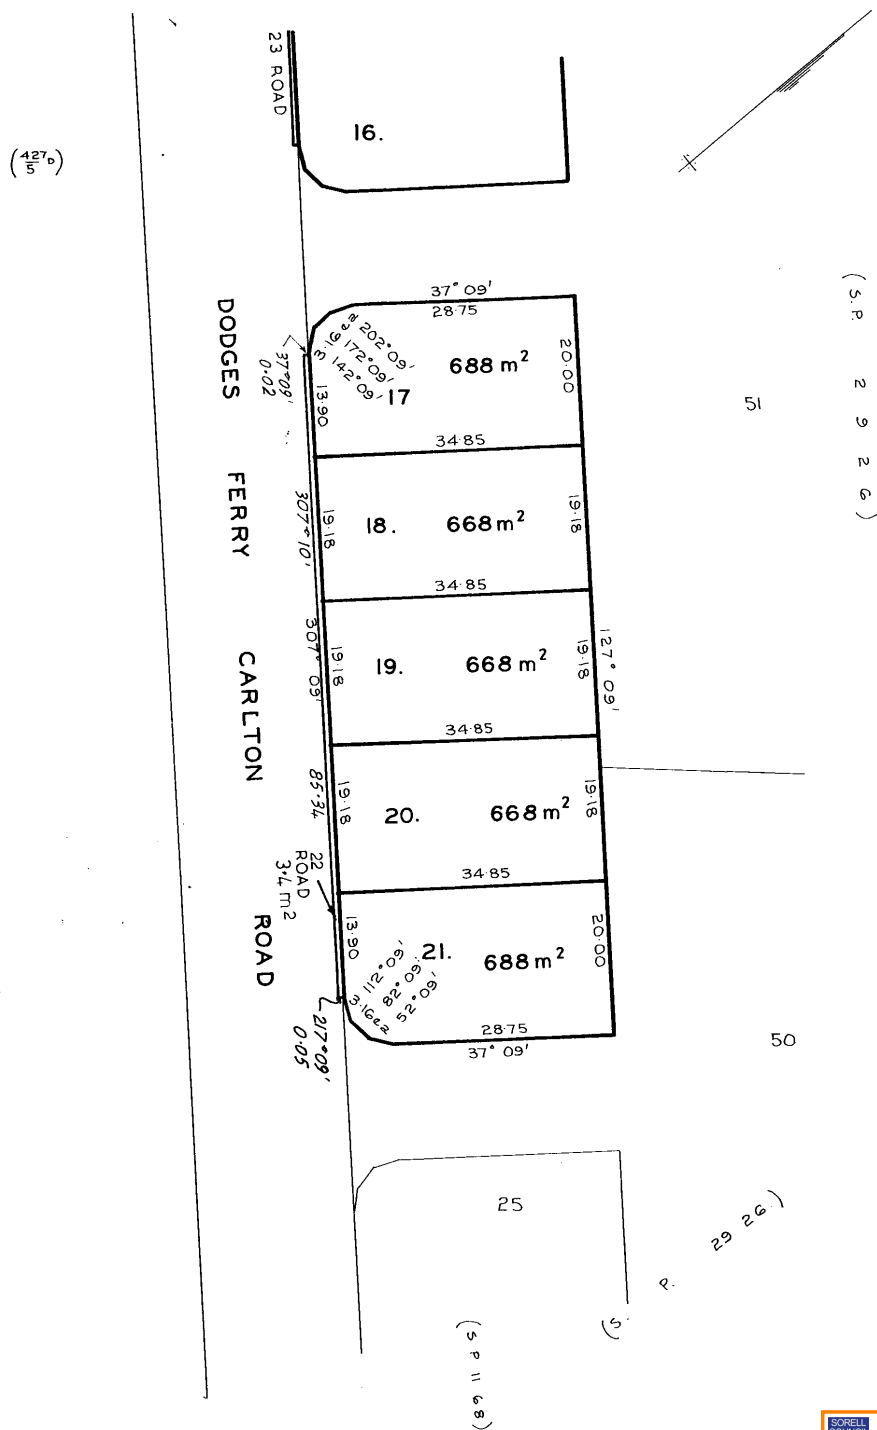 23 ROAD
16.
(427D/5)
37° 09'
28·75
DODGES FERRY CARLTON ROAD
3·16 ea
202° 09'
172° 09'
142° 09'
37° 09'
0·02
13·90
17
688 m²
20·00
51
(S.P. 2926)
34·85
307° 10'
19·18
18.
668 m²
19·18
34·85
307° 09'
19·18
19.
668 m²
19·18
127° 09'
34·85
85·34
19·18
20.
668 m²
19·18
22
ROAD
3·4 m2
34·85
13·90
21.
688 m²
20·00
112° 09'
82° 09'
52° 09'
3·16 ea
217° 09'
0·05
28·75
37° 09'
50
25
(S. P. 2926.)
(SP 1168)
SORELL